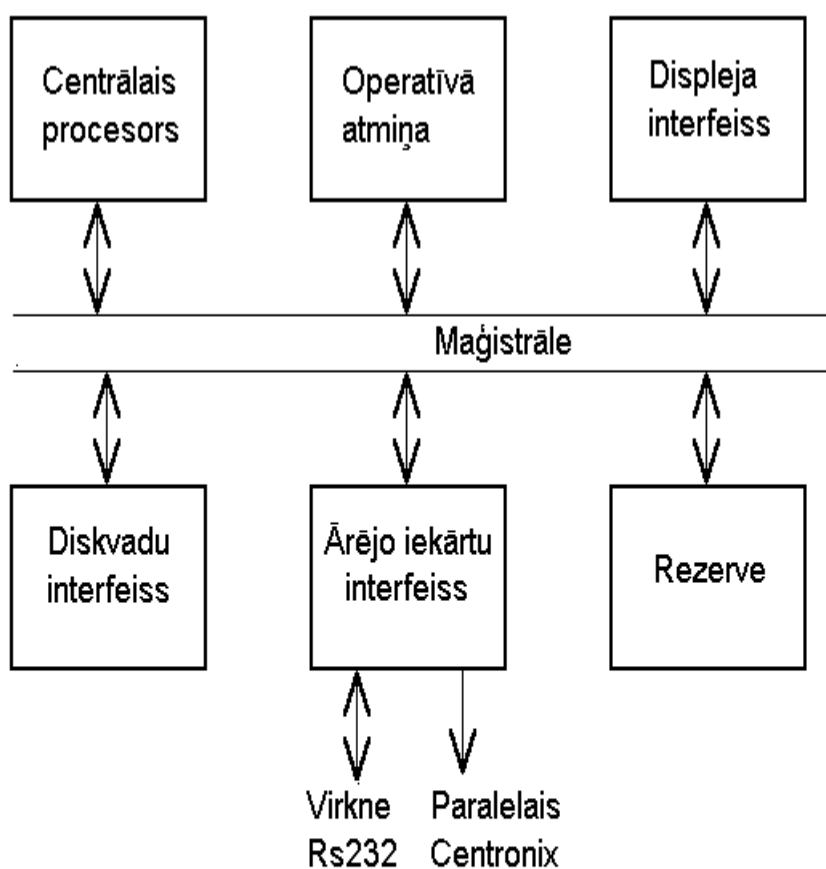 Centrālais
procesors
Operatīvā
atmiņa
Displeja
interfeiss
Maģistrāle
Diskvadu
interfeiss
Ārējo iekārtu
interfeiss
Rezerve
Virkne
Rs232
Paralelais
Centronix